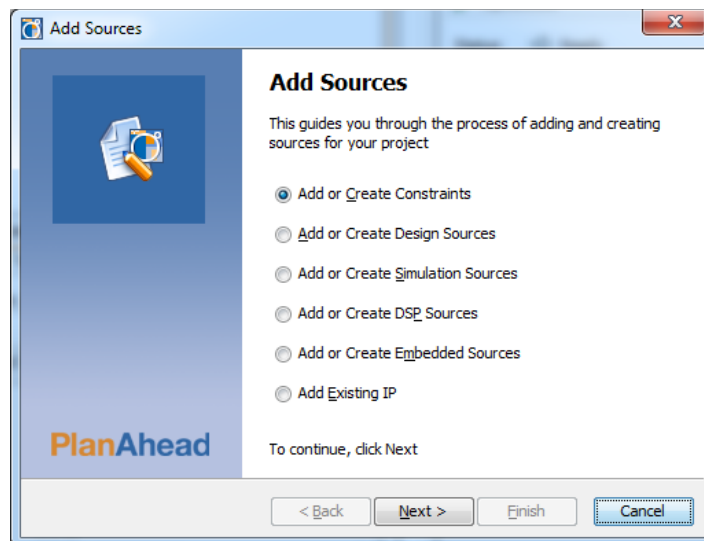 Add Sources
Add Sources
This guides you through the process of adding and creating
sources for your project
Add or Create Constraints
Add or Create Design Sources
Add or Create Simulation Sources
Add or Create DSP Sources
Add or Create Embedded Sources
Add Existing IP
PlanAhead
To continue, click Next
< Back Next > Finish Cancel